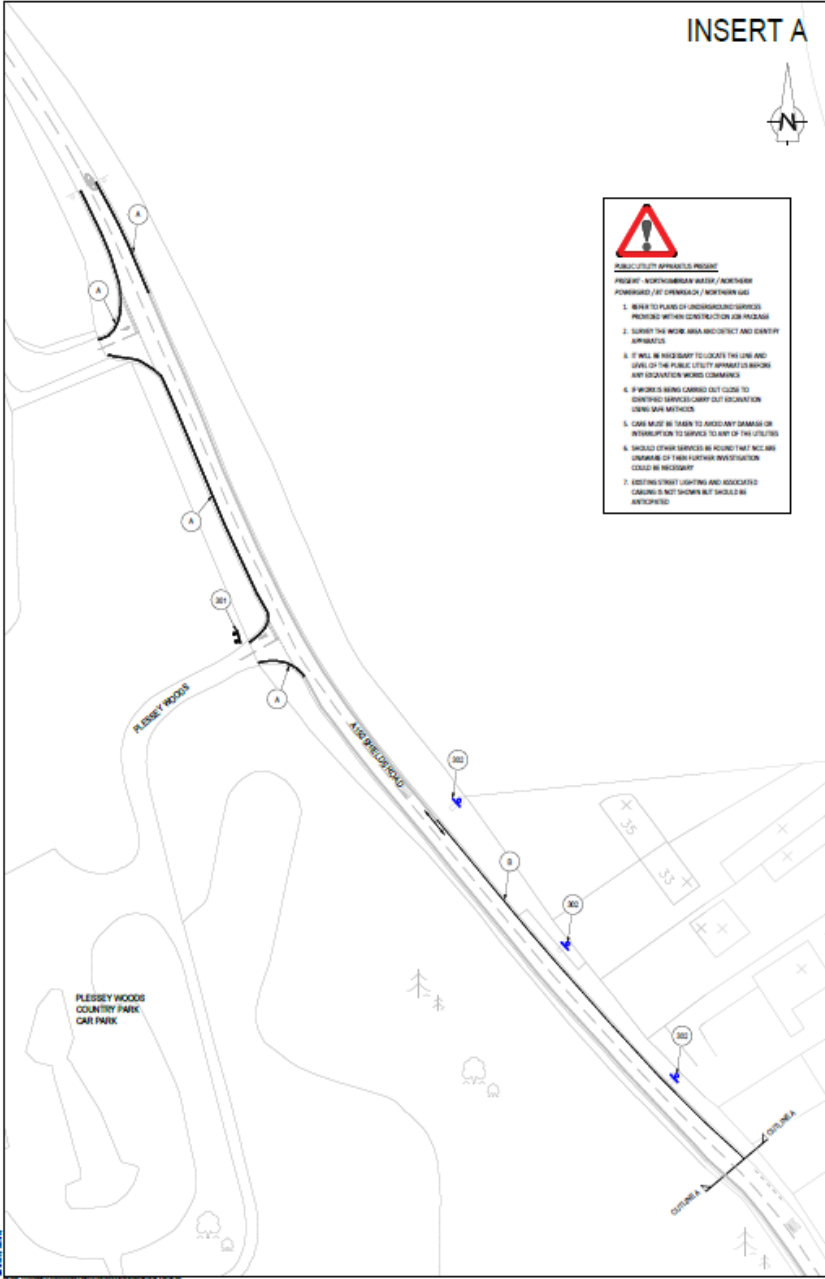 INSERT A
N
PUBLIC UTILITY APPARATUS PRESENT
PRESENT - NORTHUMBRIAN WATER / NORTHERN
POWERGRID / BT OPENREACH / NORTHERN GAS
1. REFER TO PLANS OF UNDERGROUND SERVICES
PROVIDED WITHIN CONSTRUCTION JOB PACKAGE
2. SURVEY THE WORK AREA AND DETECT AND IDENTIFY
APPARATUS
3. IT WILL BE NECESSARY TO LOCATE THE LINE AND
LEVEL OF THE PUBLIC UTILITY APPARATUS BEFORE
ANY EXCAVATION WORKS COMMENCE
4. IF WORK IS BEING CARRIED OUT CLOSE TO
IDENTIFIED SERVICES CARRY OUT EXCAVATION
USING SAFE METHODS
5. CARE MUST BE TAKEN TO AVOID ANY DAMAGE OR
INTERRUPTION TO SERVICE TO ANY OF THE UTILITIES
6. SHOULD OTHER SERVICES BE FOUND THAT NCC ARE
UNAWARE OF THEN FURTHER INVESTIGATION
COULD BE NECESSARY
7. EXISTING STREET LIGHTING AND ASSOCIATED
CABLING IS NOT SHOWN BUT SHOULD BE
ANTICIPATED
A
A
A
301
A
PLESSEY WOODS
A192 SHIELDS ROAD
302
35
33
B
302
PLESSEY WOODS
COUNTRY PARK
CAR PARK
302
CUTLINE A
CUTLINE A